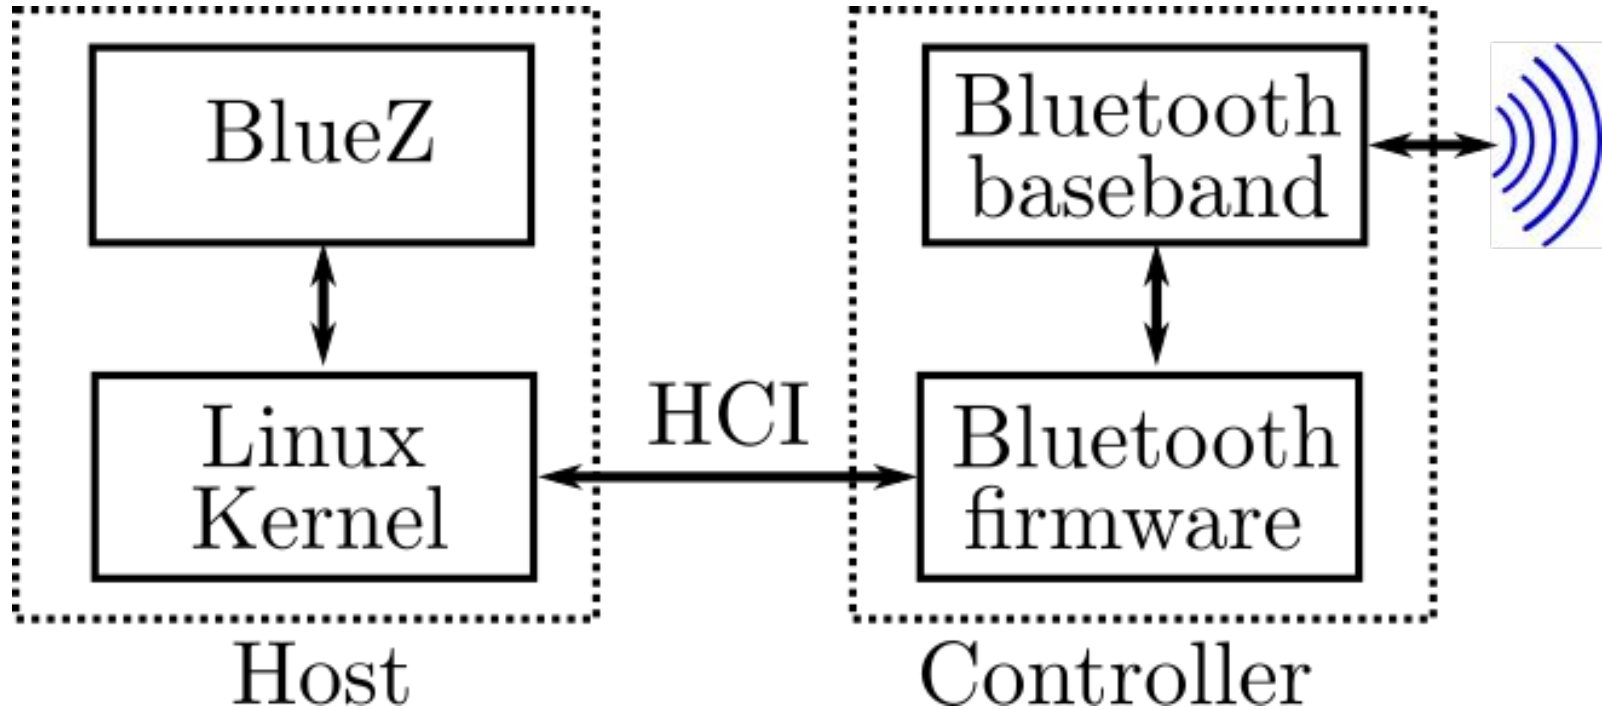 BlueZ
Linux
Kernel
Host
HCI
Bluetooth
baseband
Bluetooth
firmware
Controller